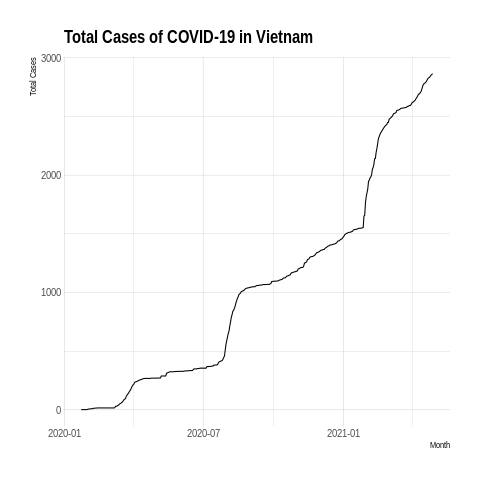 Total Cases of COVID-19 in Vietnam
Total Cases
3000
2000
1000
0
2020-01
2020-07
2021-01
Month